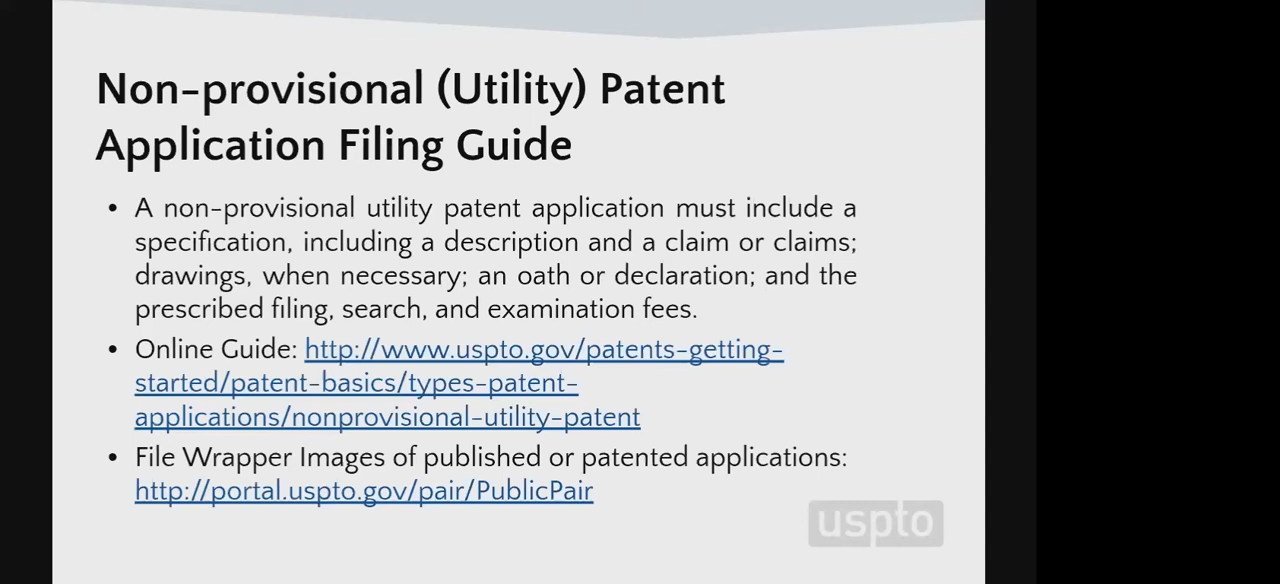 Non-provisional (Utility) Patent
Application Filing Guide
• A non-provisional utility patent application must include a
specification, including a description and a claim or claims;
drawings, when necessary; an oath or declaration; and the
prescribed filing, search, and examination fees.
• Online Guide: http://www.uspto.gov/patents-getting-
started/patent-basics/types-patent-
applications/nonprovisional-utility-patent
• File Wrapper Images of published or patented applications:
http://portal.uspto.gov/pair/PublicPair
uspto